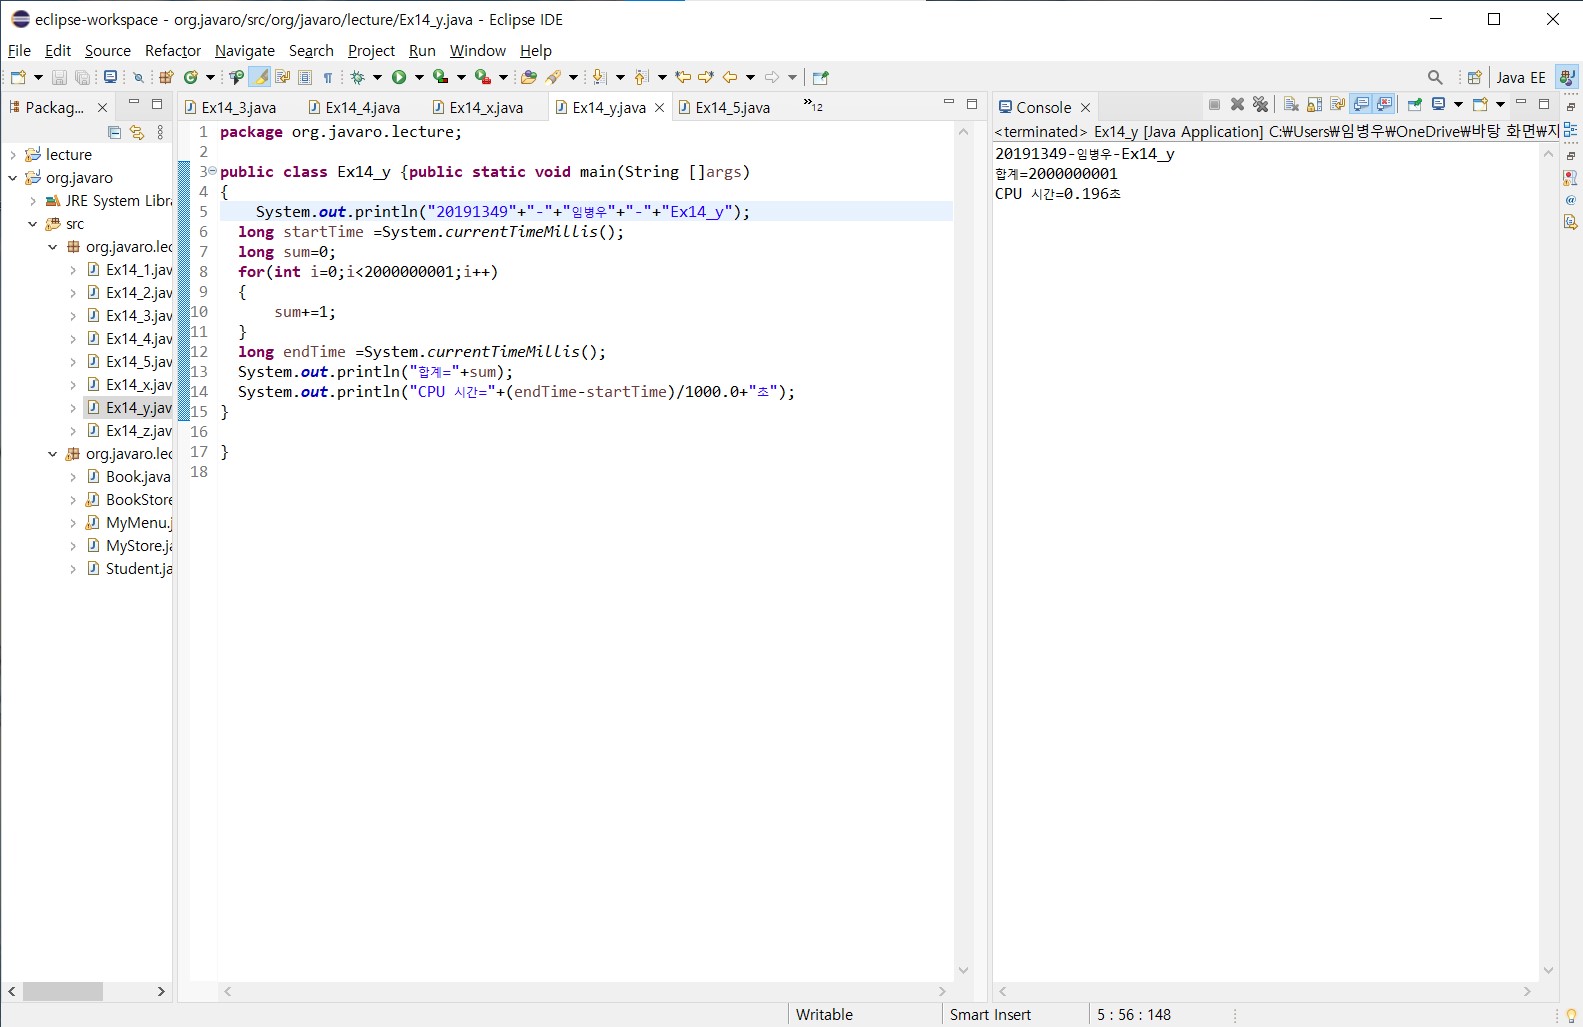 eclipse-workspace - org.javaro/src/org/javaro/lecture/Ex14_y.java - Eclipse IDE
File Edit Source Refactor Navigate Search Project Run Window Help
Java EE
Packag...
lecture
org.javaro
JRE System Libra
src
org.javaro.lec
Ex14_1.jav
Ex14_2.jav
Ex14_3.jav
Ex14_4.jav
Ex14_5.jav
Ex14_x.jav
Ex14_y.jav
Ex14_z.jav
org.javaro.lec
Book.java
BookStore
MyMenu.j
MyStore.ja
Student.ja
Ex14_3.java Ex14_4.java Ex14_x.java Ex14_y.java Ex14_5.java »12
1 package org.javaro.lecture;
2
3 public class Ex14_y {public static void main(String []args)
4 {
5 System.out.println("20191349"+"-"+"임병우"+"-"+"Ex14_y");
6 long startTime =System.currentTimeMillis();
7 long sum=0;
8 for(int i=0;i<2000000001;i++)
9 {
10 sum+=1;
11 }
12 long endTime =System.currentTimeMillis();
13 System.out.println("합계="+sum);
14 System.out.println("CPU 시간="+(endTime-startTime)/1000.0+"초");
15 }
16
17 }
18
Console
<terminated> Ex14_y [Java Application] C:₩Users₩임병우₩OneDrive₩바탕 화면₩지
20191349-임병우-Ex14_y
합계=2000000001
CPU 시간=0.196초
Writable Smart Insert 5 : 56 : 148